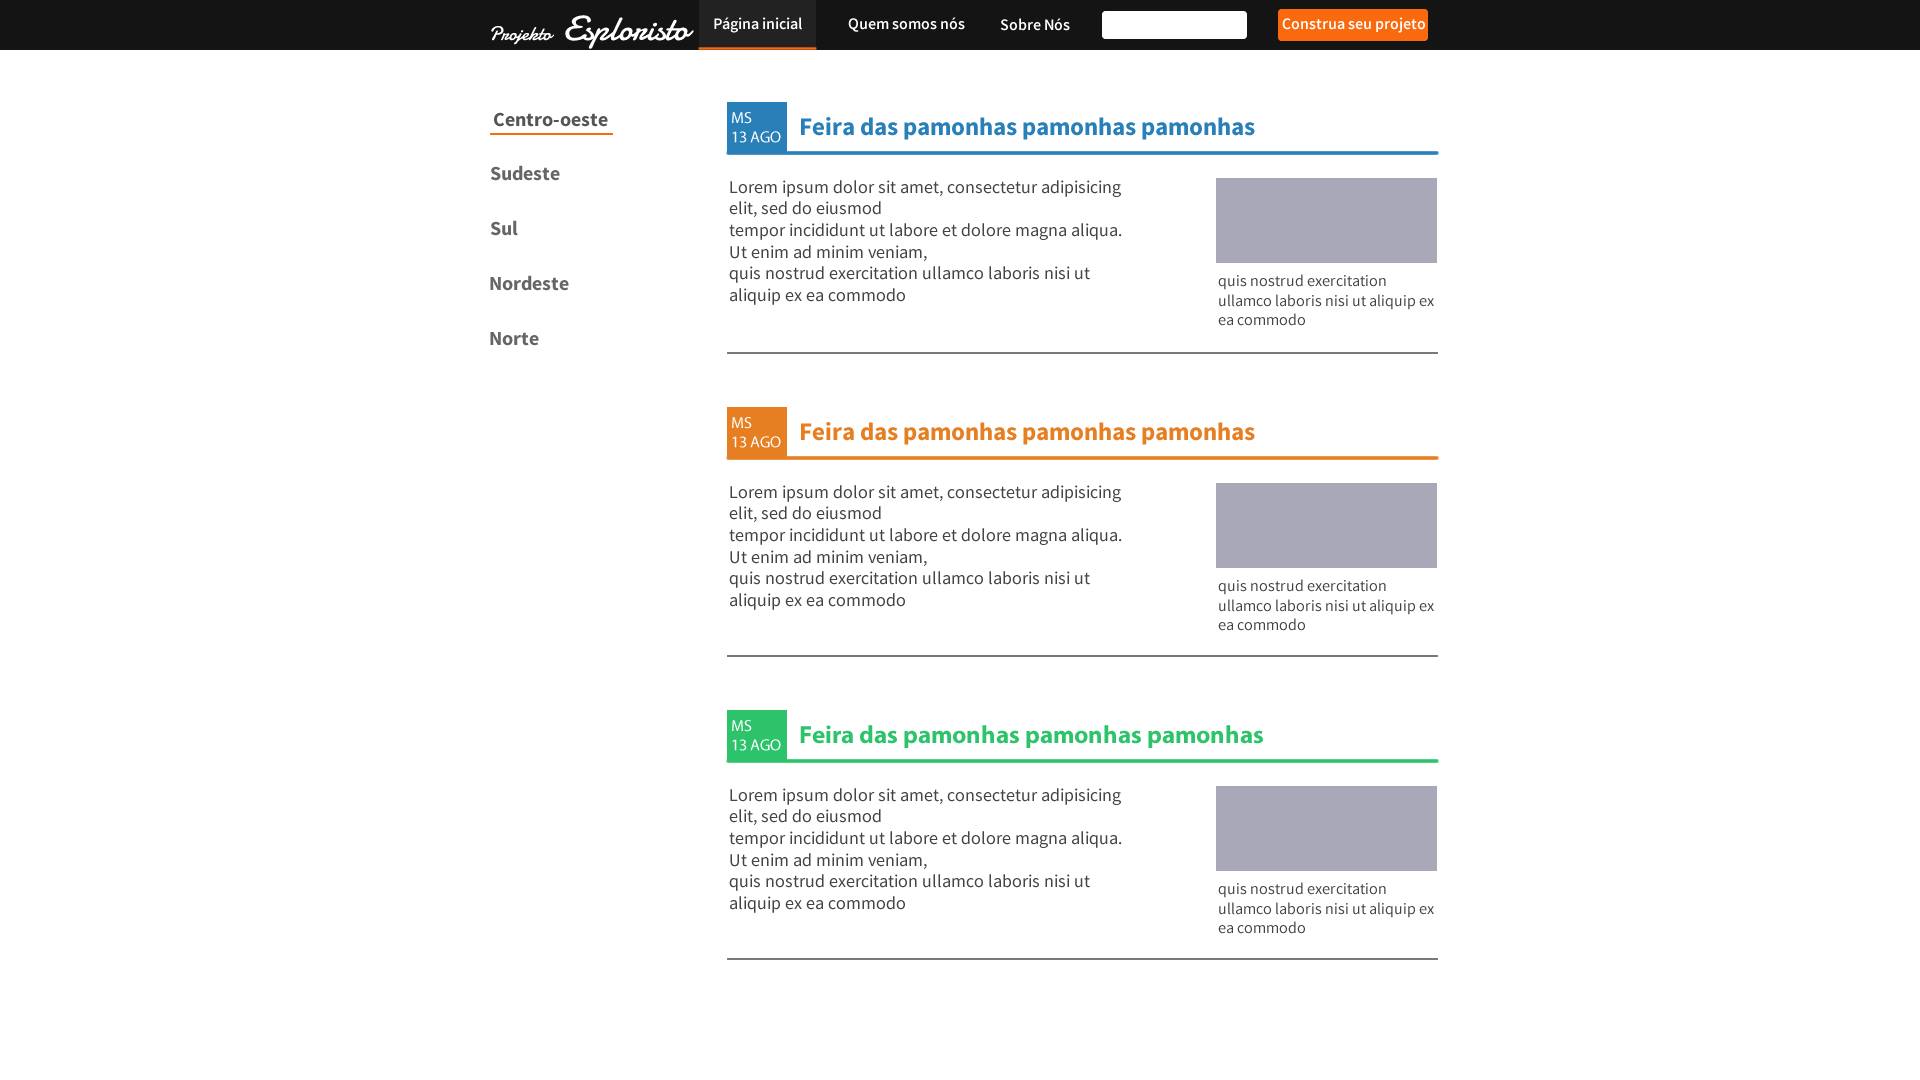 Projekto Esploristo Página inicial Quem somos nós Sobre Nós Construa seu projeto
Centro-oeste
Sudeste
Sul
Nordeste
Norte
MS
13 AGO
Feira das pamonhas pamonhas pamonhas
Lorem ipsum dolor sit amet, consectetur adipisicing
elit, sed do eiusmod
tempor incididunt ut labore et dolore magna aliqua.
Ut enim ad minim veniam,
quis nostrud exercitation ullamco laboris nisi ut
aliquip ex ea commodo
quis nostrud exercitation
ullamco laboris nisi ut aliquip ex
ea commodo
MS
13 AGO
Feira das pamonhas pamonhas pamonhas
Lorem ipsum dolor sit amet, consectetur adipisicing
elit, sed do eiusmod
tempor incididunt ut labore et dolore magna aliqua.
Ut enim ad minim veniam,
quis nostrud exercitation ullamco laboris nisi ut
aliquip ex ea commodo
quis nostrud exercitation
ullamco laboris nisi ut aliquip ex
ea commodo
MS
13 AGO
Feira das pamonhas pamonhas pamonhas
Lorem ipsum dolor sit amet, consectetur adipisicing
elit, sed do eiusmod
tempor incididunt ut labore et dolore magna aliqua.
Ut enim ad minim veniam,
quis nostrud exercitation ullamco laboris nisi ut
aliquip ex ea commodo
quis nostrud exercitation
ullamco laboris nisi ut aliquip ex
ea commodo